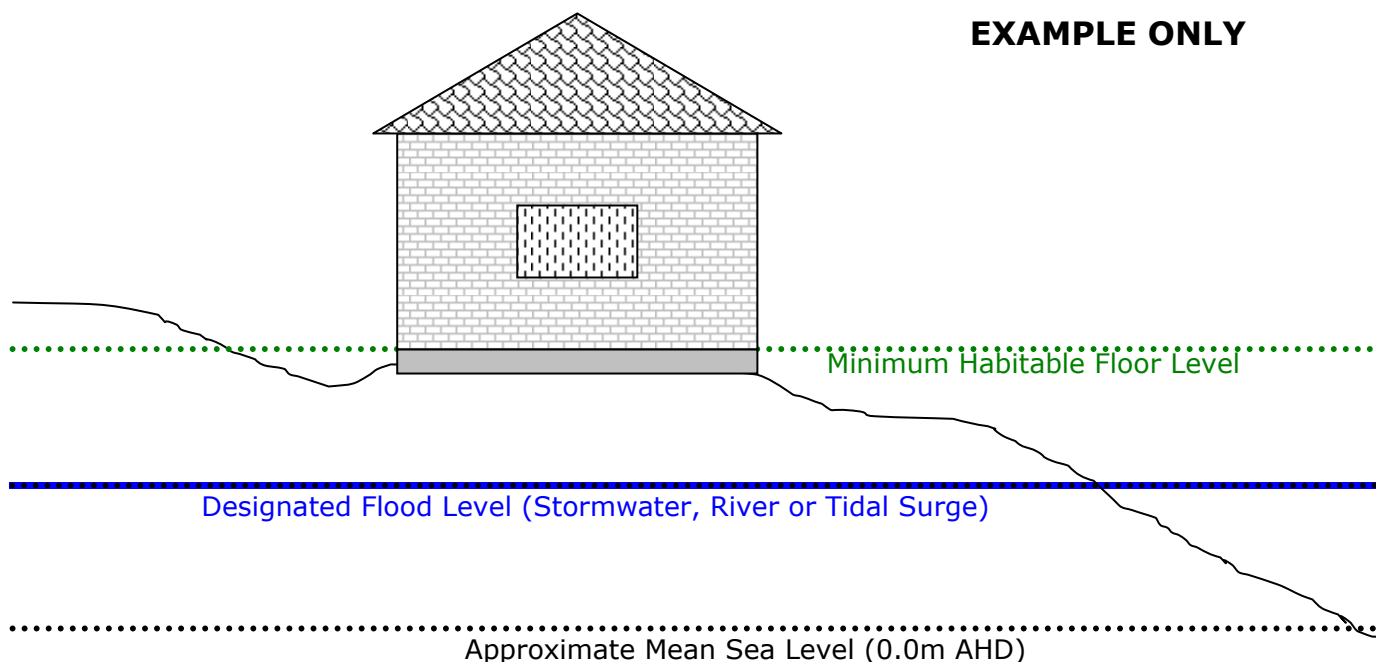 EXAMPLE ONLY
Minimum Habitable Floor Level
Designated Flood Level (Stormwater, River or Tidal Surge)
Approximate Mean Sea Level (0.0m AHD)